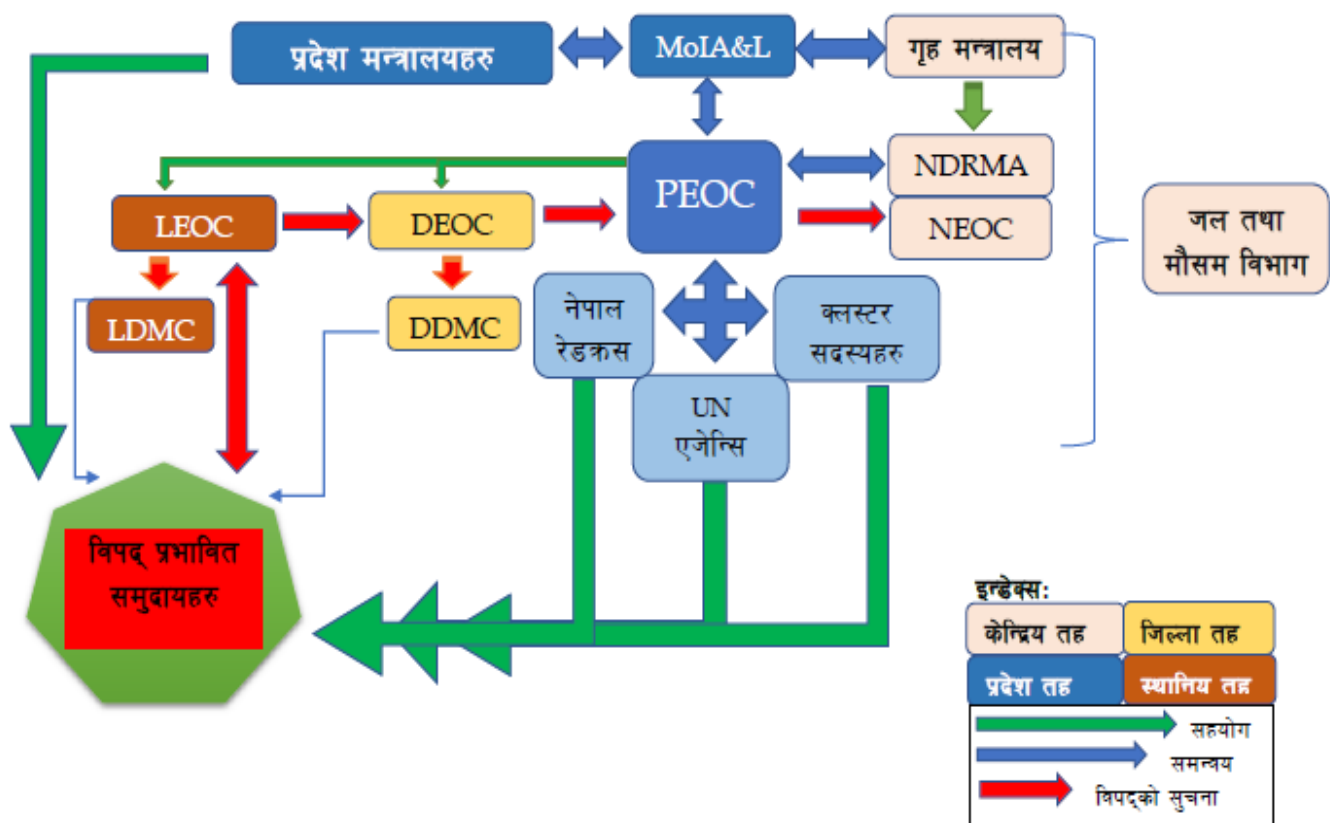 प्रदेश मन्त्रालयहरु
MoIA&L
गृह मन्त्रालय
PEOC
NDRMA
NEOC
LEOC
DEOC
LDMC
DDMC
जल तथा
मौसम विभाग
नेपाल
रेडक्रस
क्लस्टर
सदस्यहरु
UN
एजेन्सि
विपद् प्रभावित
समुदायहरु
इन्डेक्स:
केन्द्रिय तह
जिल्ला तह
प्रदेश तह
स्थानिय तह
सहयोग
समन्वय
विपद्को सुचना